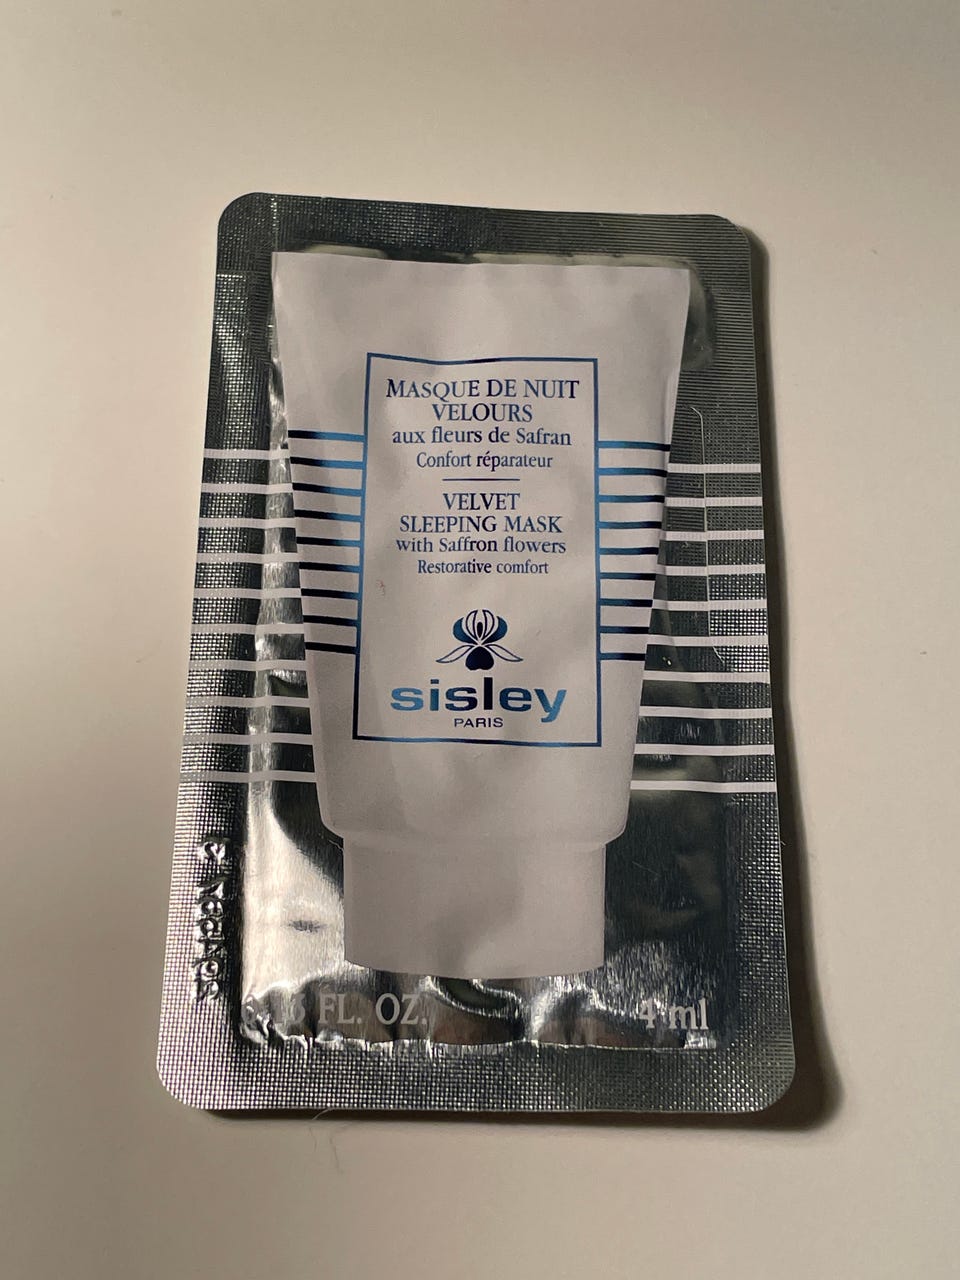 MASQUE DE NUIT
VELOURS
aux fleurs de Safran
Confort réparateur
VELVET
SLEEPING MASK
with Saffron flowers
Restorative comfort
sisley
PARIS
FL. OZ.
4 ml